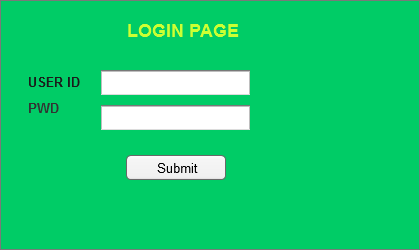 LOGIN PAGE
USER ID
PWD
Submit